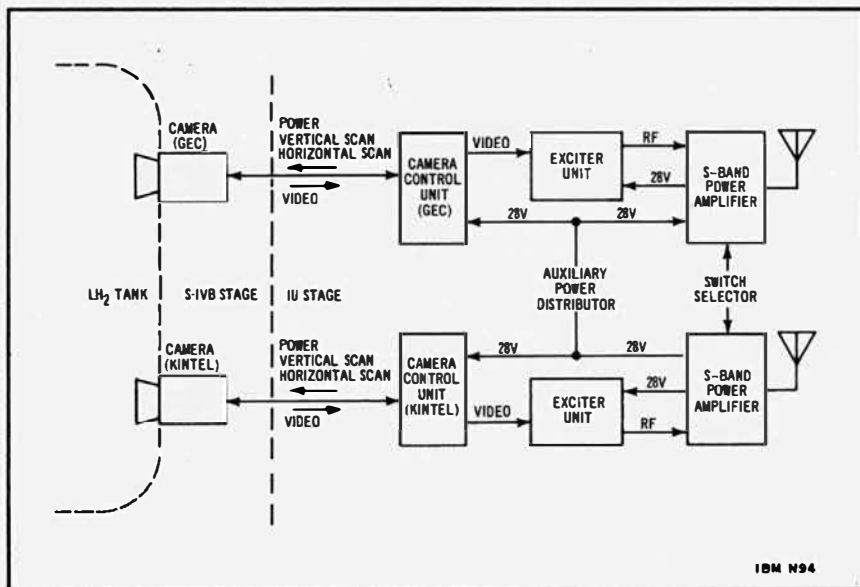 CAMERA
(GEC)
POWER
VERTICAL SCAN
HORIZONTAL SCAN
VIDEO
CAMERA
CONTROL
UNIT
(GEC)
VIDEO
EXCITER
UNIT
RF
28V
S-BAND
POWER
AMPLIFIER
28V
28V
LH₂ TANK
S-IVB STAGE
IU STAGE
AUXILIARY
POWER
DISTRIBUTOR
SWITCH
SELECTOR
CAMERA
(KINTEL)
POWER
VERTICAL SCAN
HORIZONTAL SCAN
VIDEO
CAMERA
CONTROL
UNIT
(KINTEL)
28V
28V
VIDEO
EXCITER
UNIT
28V
RF
S-BAND
POWER
AMPLIFIER
IBM N94